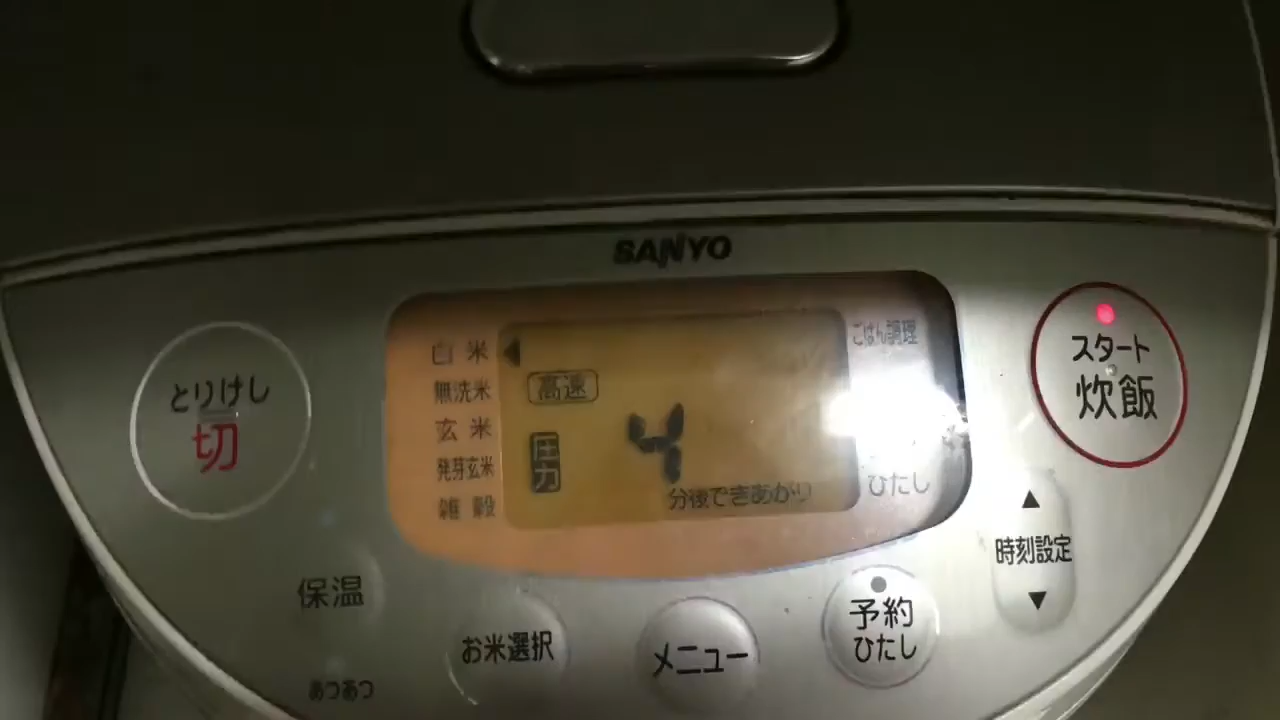 SANYO
とりけし
切
白米
無洗米
玄米
発芽玄米
雑穀
高速
圧力
4
分後できあがり
ごはん調理
ひたし
スタート
炊飯
▲
時刻設定
▼
保温
あつあつ
お米選択
メニュー
予約
ひたし